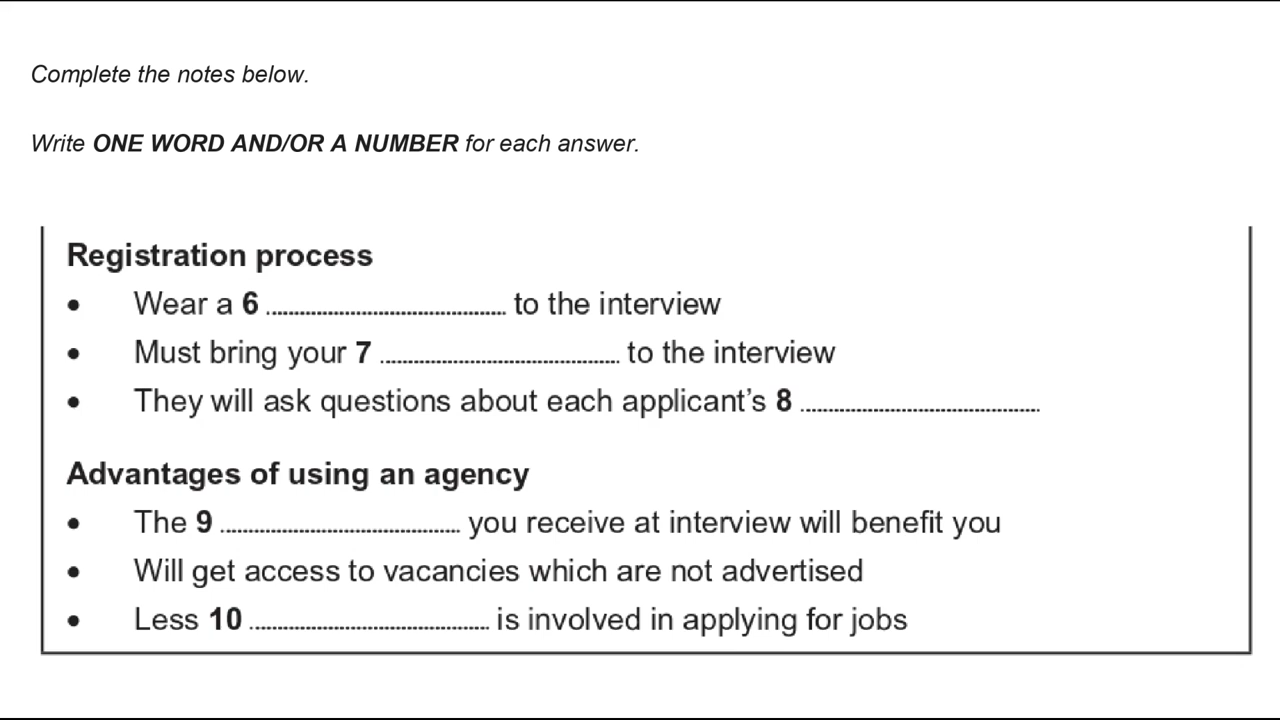 Complete the notes below.
Write ONE WORD AND/OR A NUMBER for each answer.
Registration process
• Wear a 6 ........................................ to the interview
• Must bring your 7 ........................................ to the interview
• They will ask questions about each applicant's 8 ........................................
Advantages of using an agency
• The 9 ........................................ you receive at interview will benefit you
• Will get access to vacancies which are not advertised
• Less 10 ........................................ is involved in applying for jobs